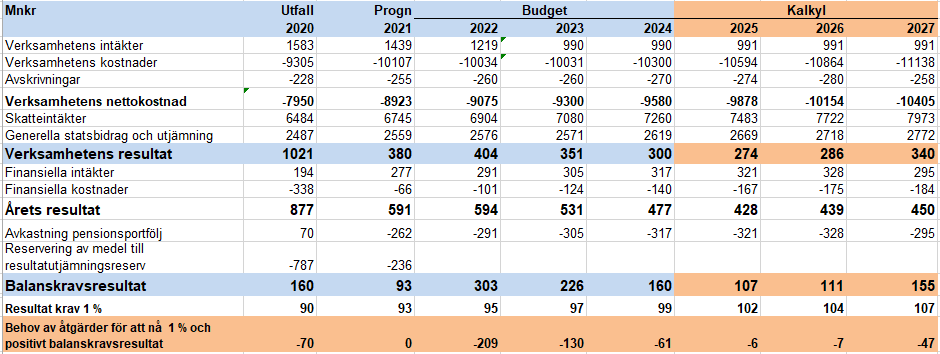 Mnkr Utfall Progn Budget Kalkyl
2020 2021 2022 2023 2024 2025 2026 2027
Verksamhetens intäkter 1583 1439 1219 990 990 991 991 991
Verksamhetens kostnader -9305 -10107 -10034 -10031 -10300 -10594 -10864 -11138
Avskrivningar -228 -255 -260 -260 -270 -274 -280 -258
Verksamhetens nettokostnad -7950 -8923 -9075 -9300 -9580 -9878 -10154 -10405
Skatteintäkter 6484 6745 6904 7080 7260 7483 7722 7973
Generella statsbidrag och utjämning 2487 2559 2576 2571 2619 2669 2718 2772
Verksamhetens resultat 1021 380 404 351 300 274 286 340
Finansiella intäkter 194 277 291 305 317 321 328 295
Finansiella kostnader -338 -66 -101 -124 -140 -167 -175 -184
Årets resultat 877 591 594 531 477 428 439 450
Avkastning pensionsportfölj 70 -262 -291 -305 -317 -321 -328 -295
Reservering av medel till
resultatutjämningsreserv -787 -236
Balanskravsresultat 160 93 303 226 160 107 111 155
Resultat krav 1 % 90 93 95 97 99 102 104 107
Behov av åtgärder för att nå 1 % och
positivt balanskravsresultat -70 0 -209 -130 -61 -6 -7 -47